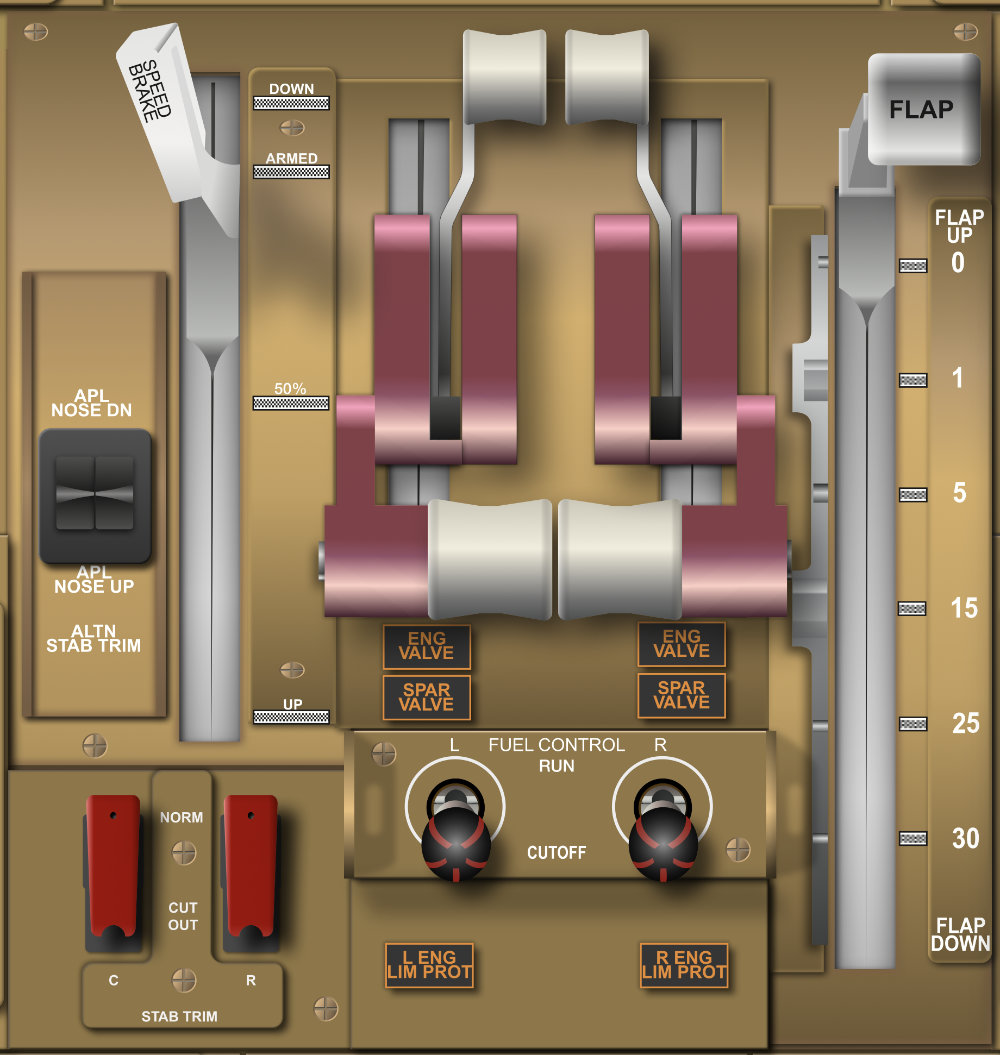 SPEED
BRAKE
DOWN
ARMED
50%
UP
FLAP
FLAP
UP
0
1
5
15
25
30
FLAP
DOWN
APL
NOSE DN
APL
NOSE UP
ALTN
STAB TRIM
ENG
VALVE
ENG
VALVE
SPAR
VALVE
SPAR
VALVE
L FUEL CONTROL R
RUN
CUTOFF
NORM
CUT
OUT
C R
STAB TRIM
L ENG
LIM PROT
R ENG
LIM PROT